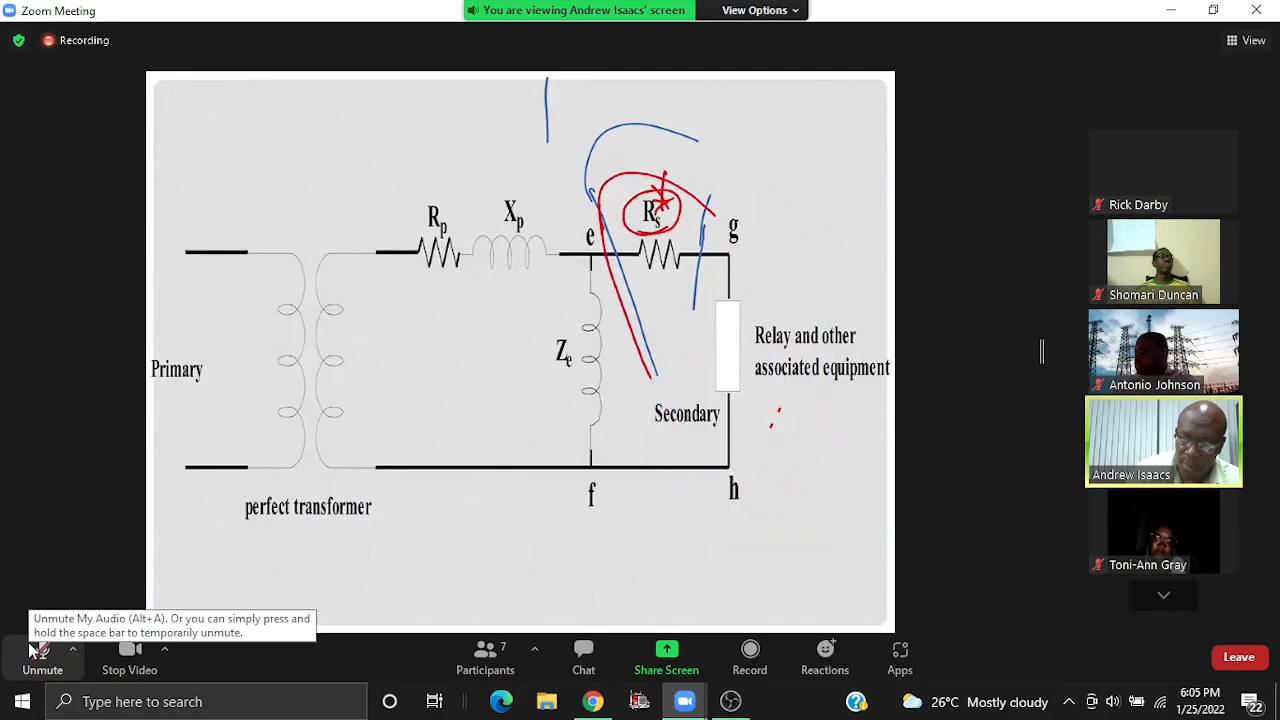 Zoom Meeting
You are viewing Andrew Isaacs' screen
View Options
Recording
View
Rp
Xp
e
Rs
g
Ze
Primary
Relay and other
associated equipment
Secondary
perfect transformer
f
h
Rick Darby
Shomari Duncan
Antonio Johnson
Andrew Isaacs
Toni-Ann Gray
Unmute My Audio (Alt+A). Or you can simply press and
hold the space bar to temporarily unmute.
Unmute
Stop Video
7
Participants
Chat
Share Screen
Record
Reactions
Apps
Leave
Type here to search
26°C Mostly cloudy
6:05 PM
1/25/2022
22